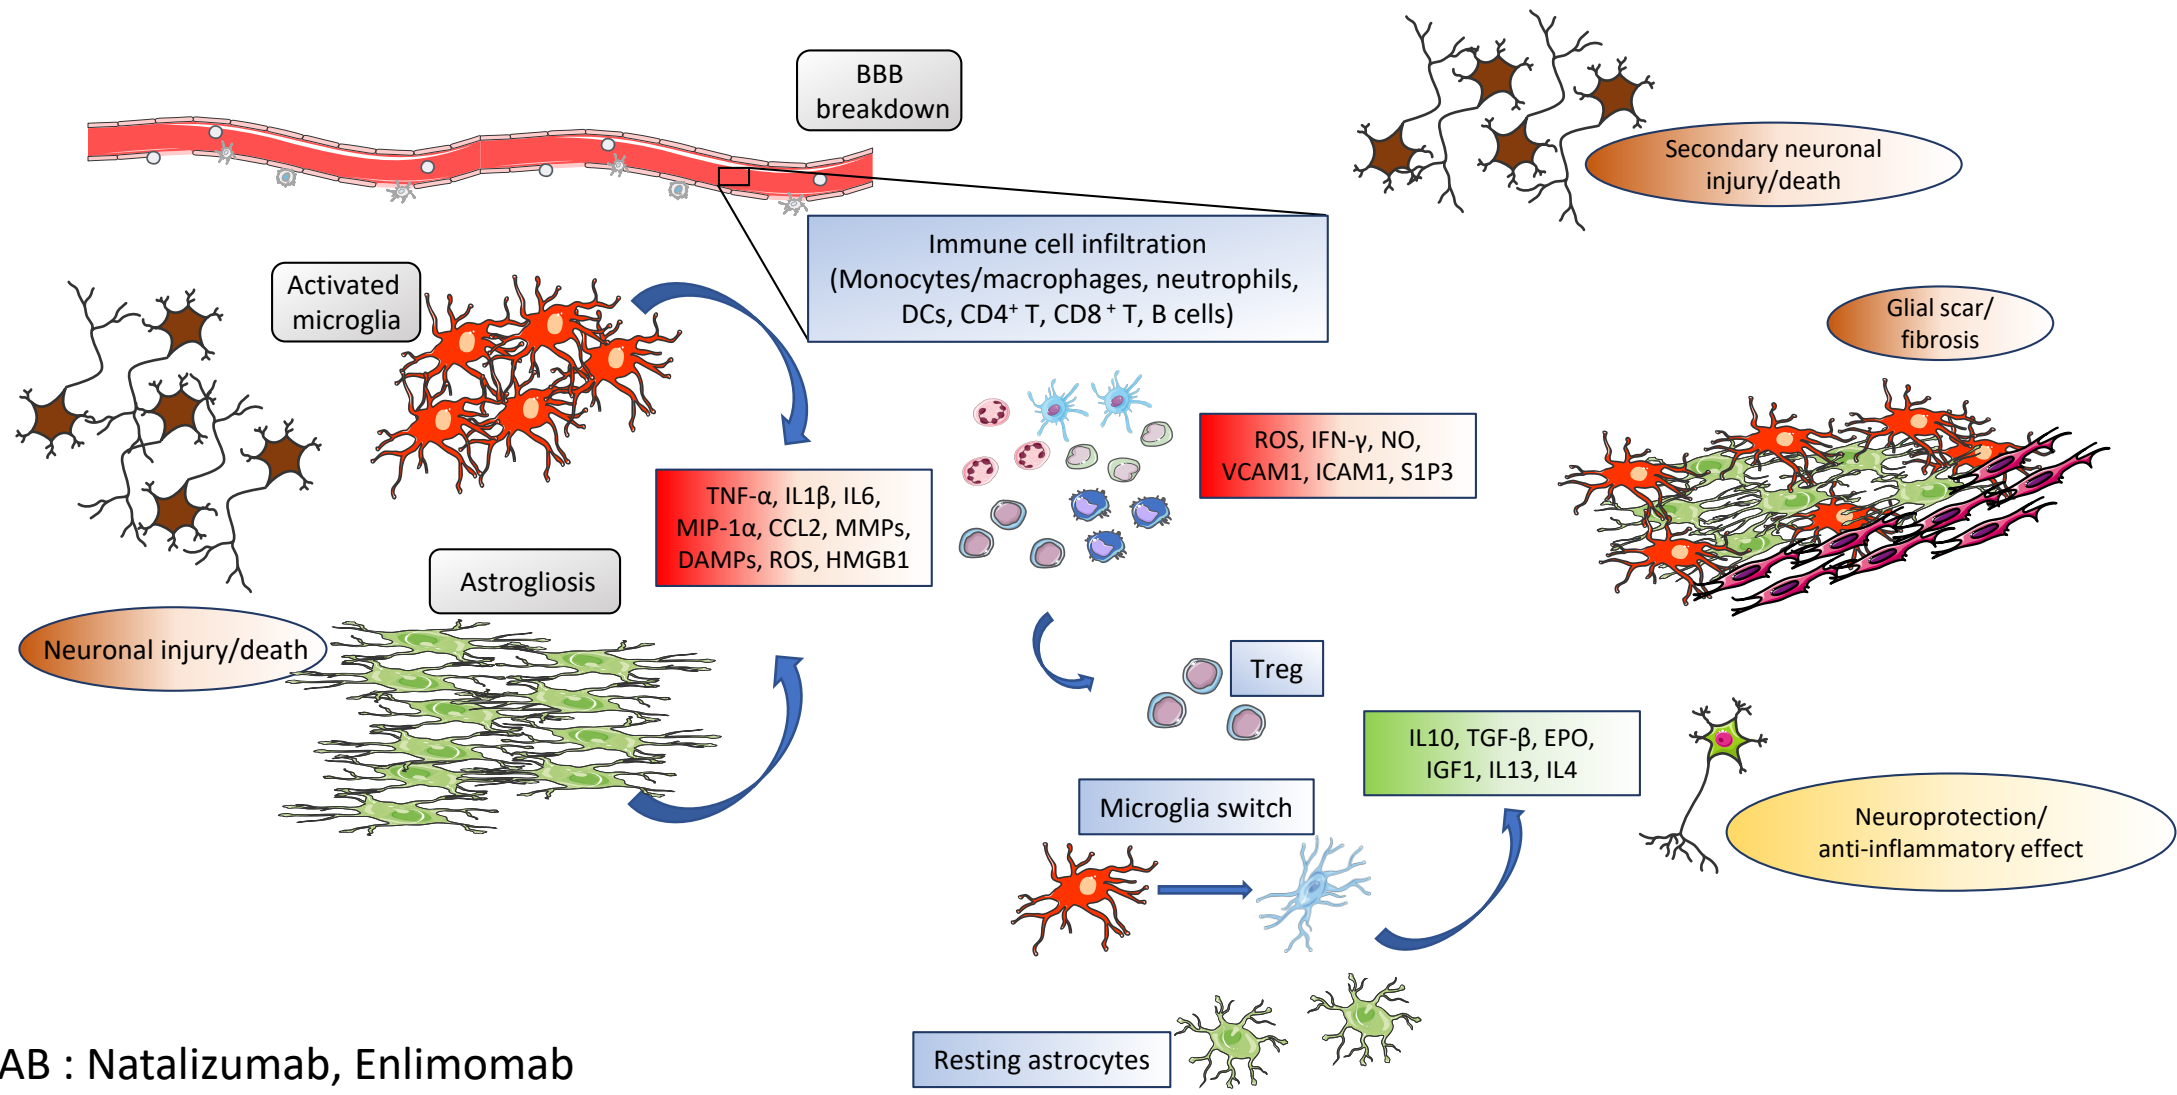 BBB
breakdown
Secondary neuronal
injury/death
Immune cell infiltration
(Monocytes/macrophages, neutrophils,
DCs, CD4⁺ T, CD8 ⁺ T, B cells)
Activated
microglia
Glial scar/
fibrosis
ROS, IFN-γ, NO,
VCAM1, ICAM1, S1P3
TNF-α, IL1β, IL6,
MIP-1α, CCL2, MMPs,
DAMPs, ROS, HMGB1
Astrogliosis
Neuronal injury/death
Treg
IL10, TGF-β, EPO,
IGF1, IL13, IL4
Microglia switch
Neuroprotection/
anti-inflammatory effect
Resting astrocytes
AB : Natalizumab, Enlimomab